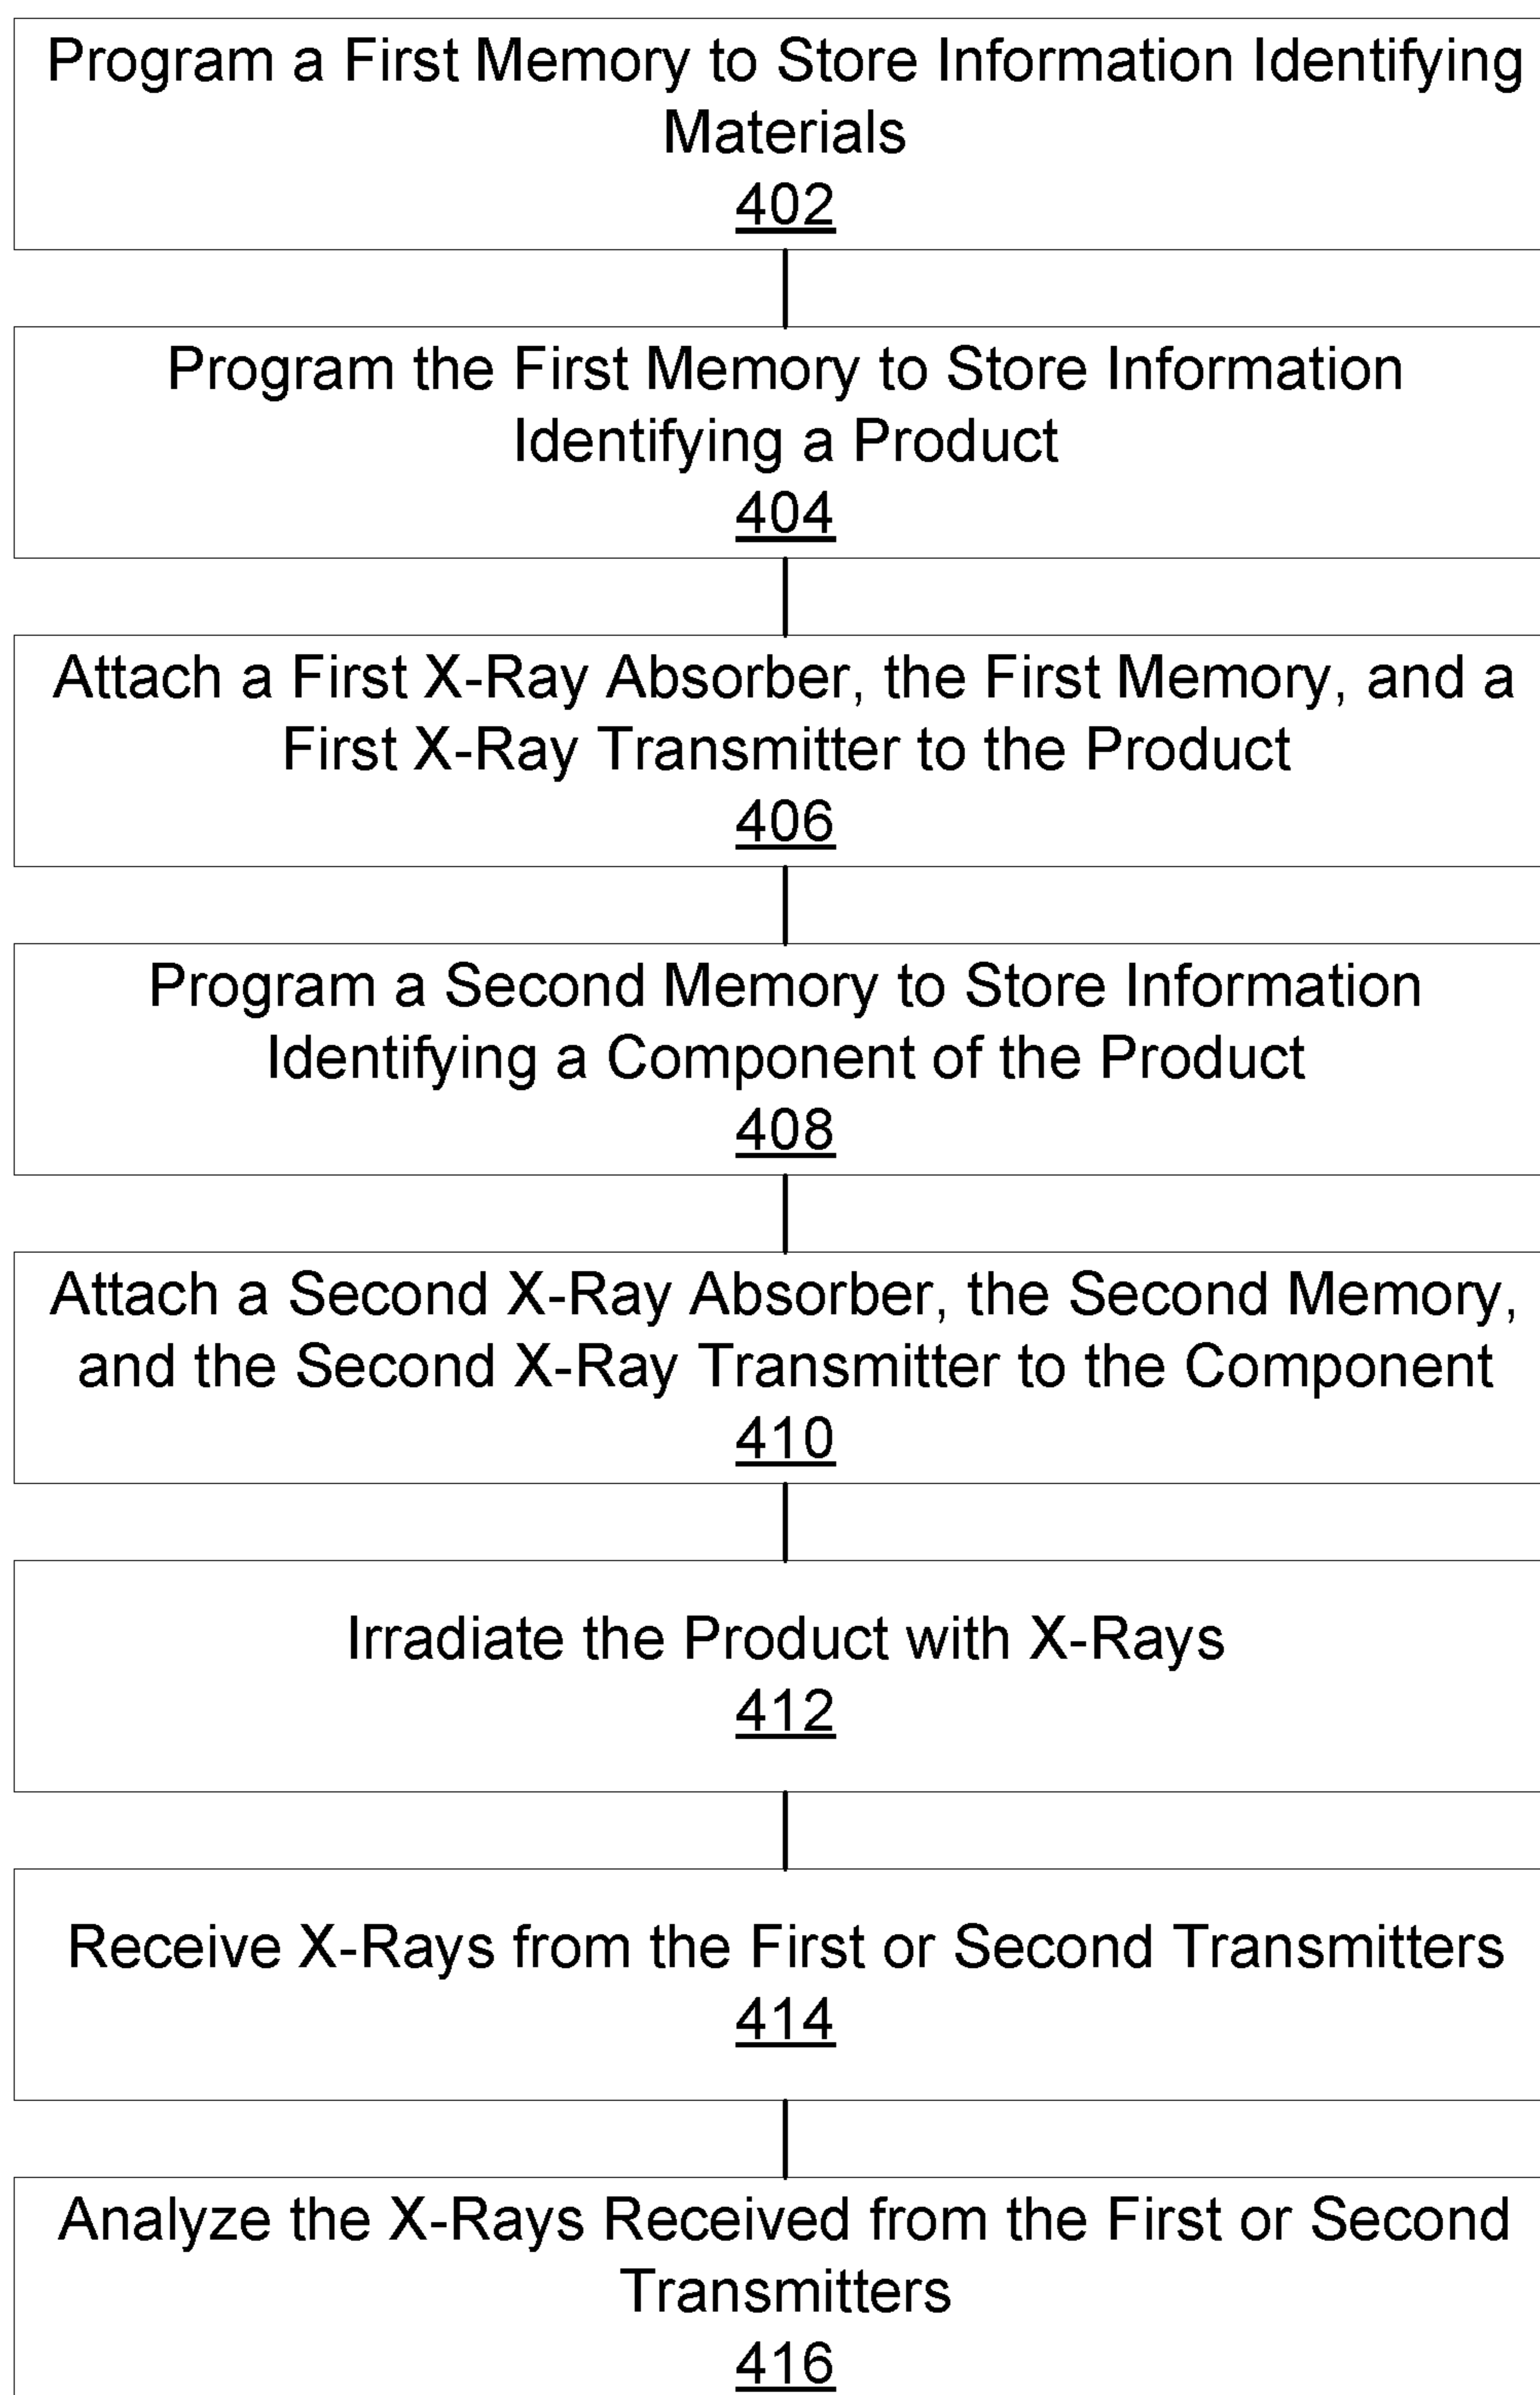 Program a First Memory to Store Information Identifying
Materials
402
Program the First Memory to Store Information
Identifying a Product
404
Attach a First X-Ray Absorber, the First Memory, and a
First X-Ray Transmitter to the Product
406
Program a Second Memory to Store Information
Identifying a Component of the Product
408
Attach a Second X-Ray Absorber, the Second Memory,
and the Second X-Ray Transmitter to the Component
410
Irradiate the Product with X-Rays
412
Receive X-Rays from the First or Second Transmitters
414
Analyze the X-Rays Received from the First or Second
Transmitters
416